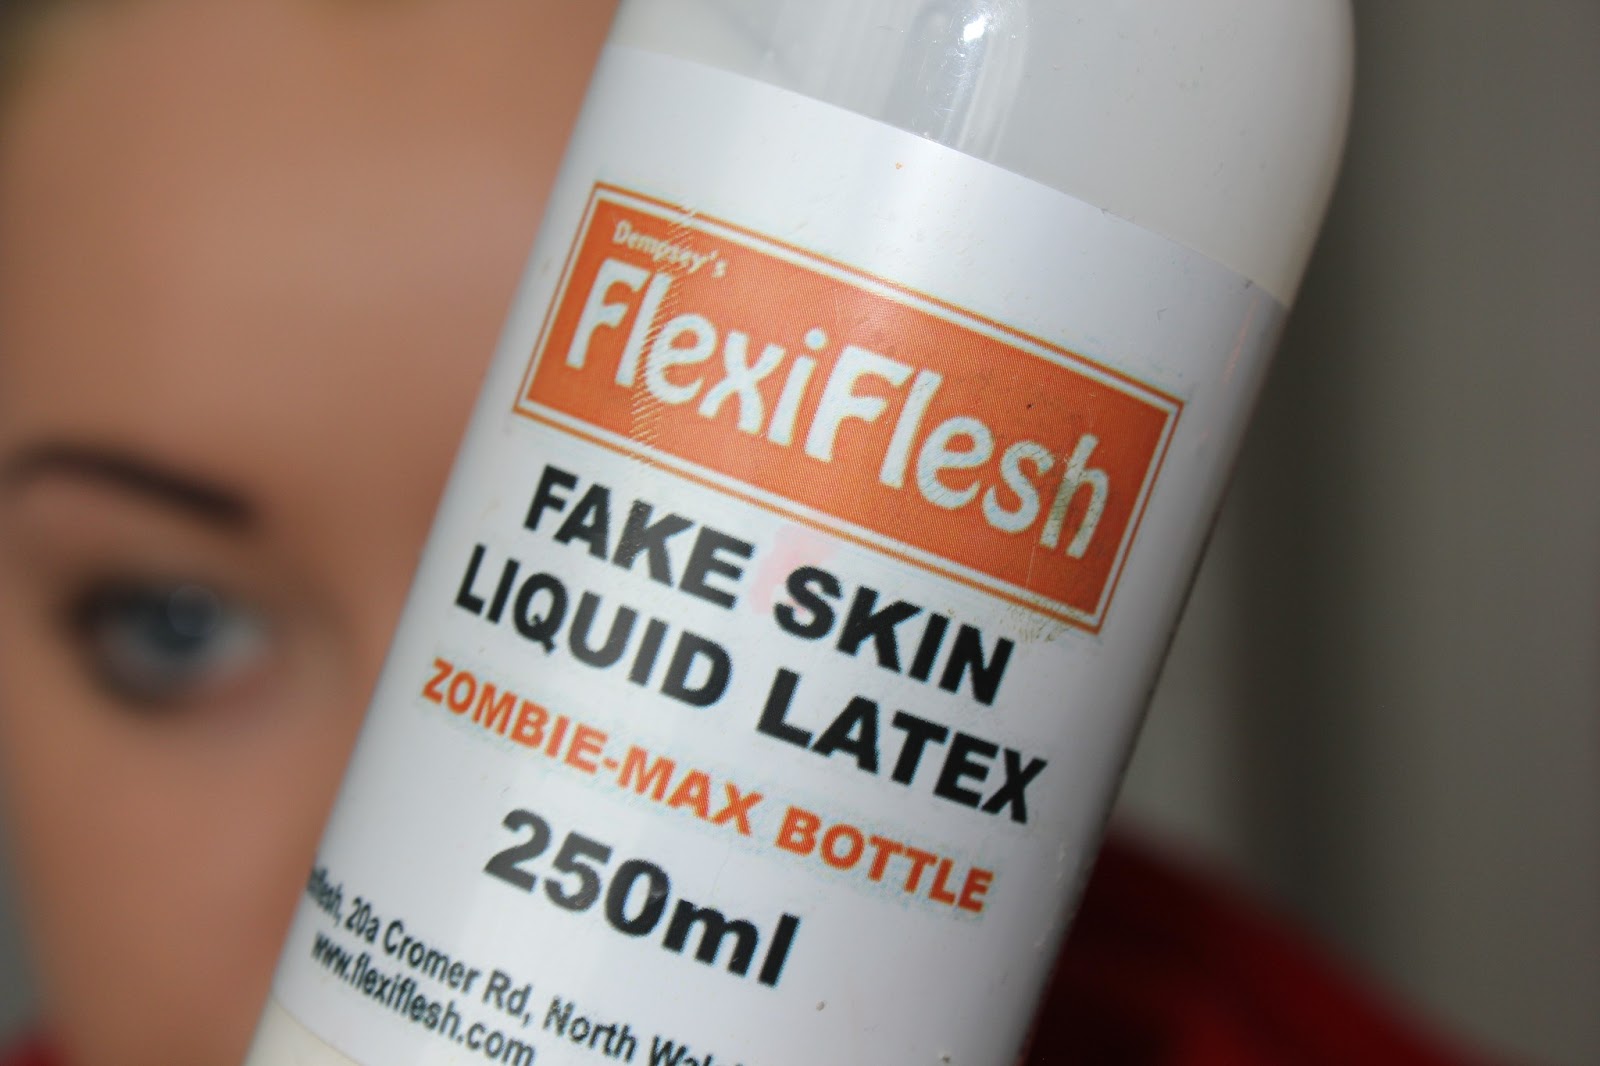 Dempsey's
FlexiFlesh
FAKE SKIN
LIQUID LATEX
ZOMBIE-MAX BOTTLE
250ml
20a Cromer Rd, North
www.flexiflesh.com